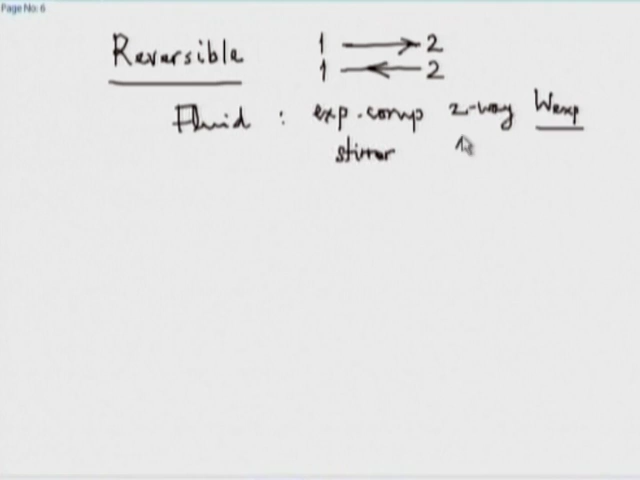 Page No: 6
Reversible 1 → 2
1 ← 2
Fluid : exp. comp 2-way Wexp
stirrer